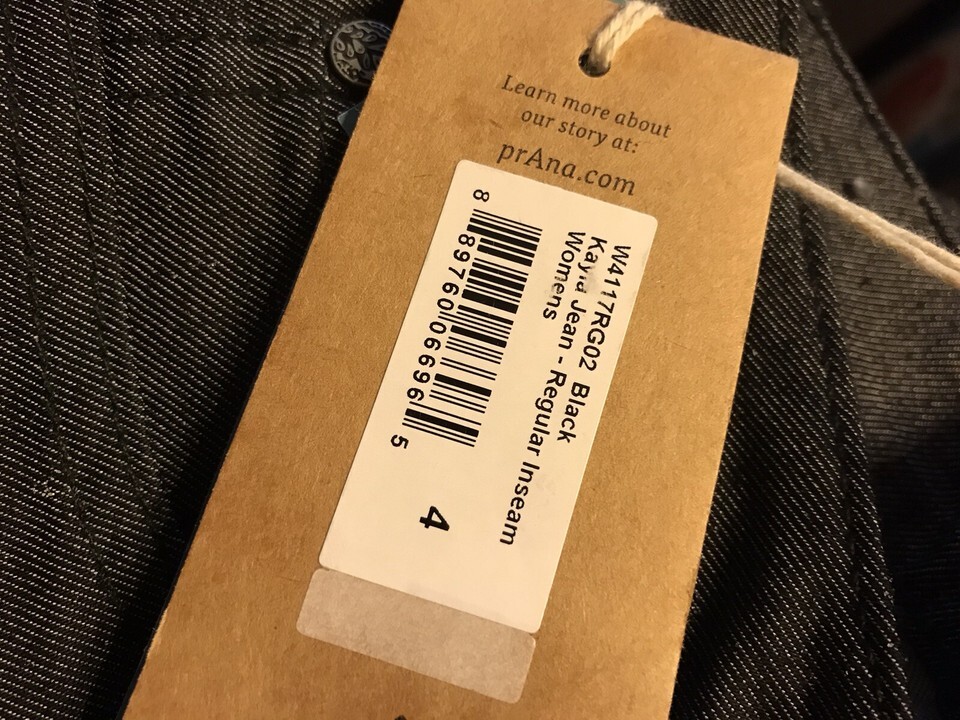 Learn more about
our story at:
prAna.com
W4117RG02 Black
Kayla Jean - Regular Inseam
Womens
8 89760 06696 5
4